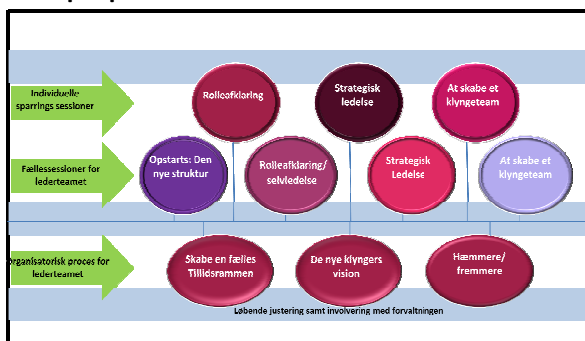 Individuelle
sparrings sessioner
Rolleafklaring
Strategisk
ledelse
At skabe et
klyngeteam
Fællessessioner for
lederteamet
Opstarts: Den
nye struktur
Rolleafklaring/
selvledelse
Strategisk
Ledelse
At skabe et
klyngeteam
Organisatorisk proces for
lederteamet
Skabe en fælles
Tillidsrammen
De nye klyngers
vision
Hæmmere/
fremmere
Løbende justering samt involvering med forvaltningen